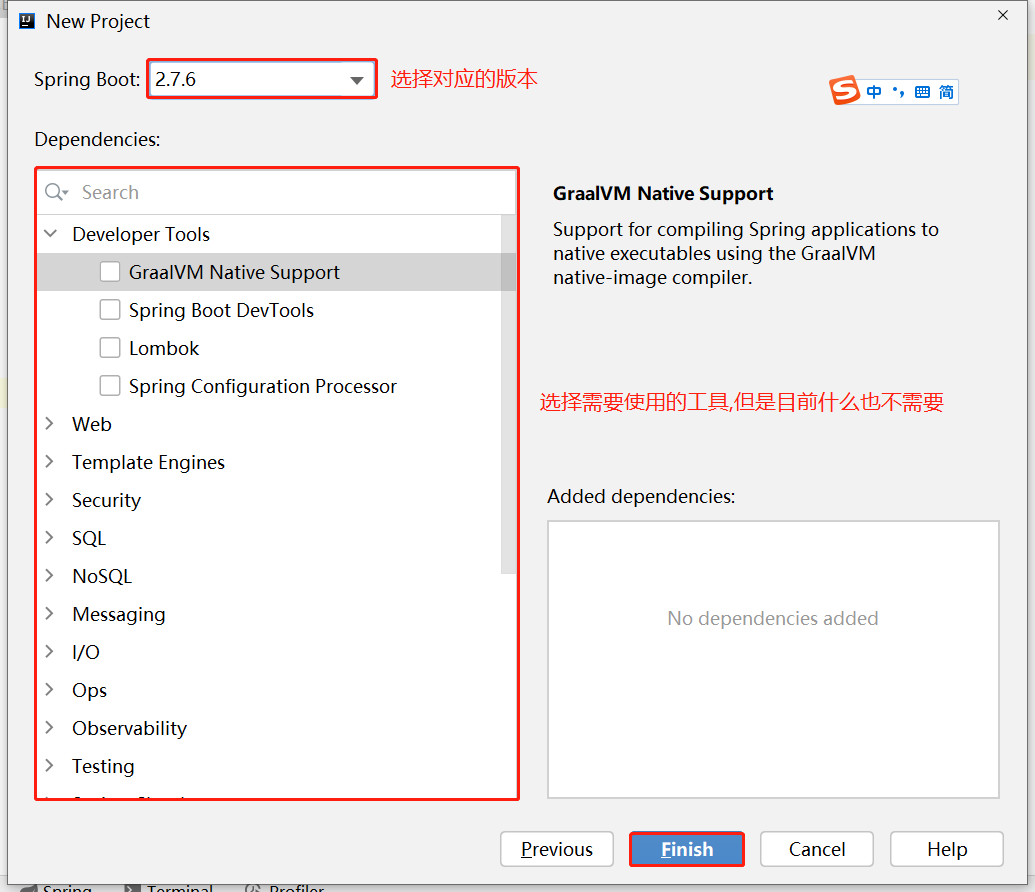 New Project
Spring Boot: 2.7.6 选择对应的版本
中 简
Dependencies:
Search
Developer Tools
GraalVM Native Support
Spring Boot DevTools
Lombok
Spring Configuration Processor
Web
Template Engines
Security
SQL
NoSQL
Messaging
I/O
Ops
Observability
Testing
GraalVM Native Support
Support for compiling Spring applications to
native executables using the GraalVM
native-image compiler.
选择需要使用的工具,但是目前什么也不需要
Added dependencies:
No dependencies added
Previous Finish Cancel Help
Spring Terminal Profiler